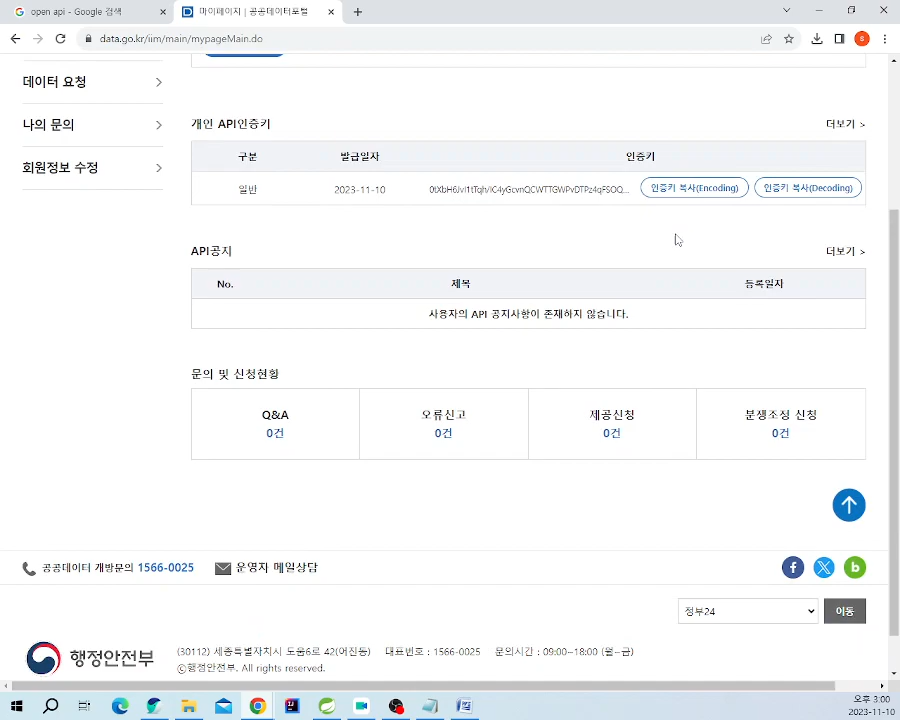 open api - Google 검색
마이페이지 | 공공데이터포털
data.go.kr/iim/main/mypageMain.do
데이터 요청
나의 문의
회원정보 수정
개인 API인증키
더보기 >
구분 발급일자 인증키
일반 2023-11-10
인증키 복사(Encoding) 인증키 복사(Decoding)
API공지
더보기 >
No. 제목 등록일자
사용자의 API 공지사항이 존재하지 않습니다.
문의 및 신청현황
Q&A 오류신고 제공신청 분쟁조정 신청
0건 0건 0건 0건
공공데이터 개방문의 1566-0025 운영자 메일상담
정부24 이동
행정안전부
(30112) 세종특별자치시 도움6로 42(어진동) 대표번호 : 1566-0025 문의시간 : 09:00~18:00 (월~금)
ⓒ행정안전부. All rights reserved.
오후 3:00
2023-11-10